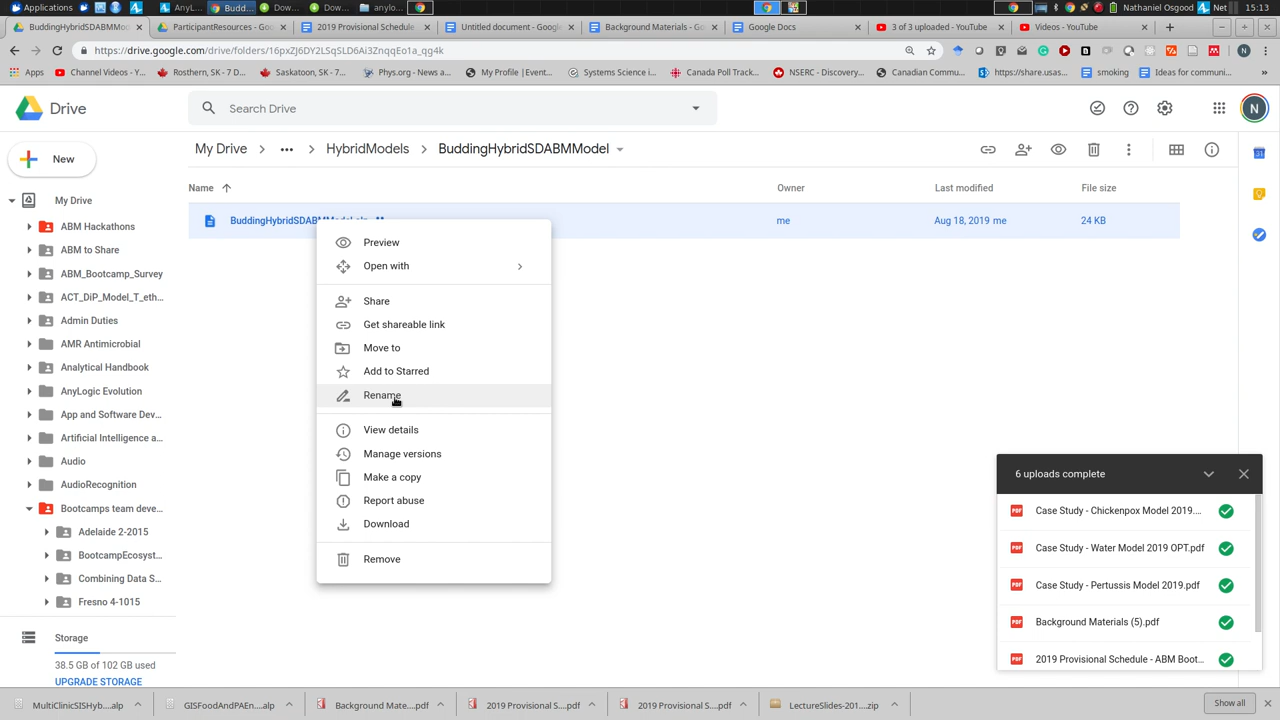 Applications
AnyL...
Budd...
Dow...
Dow...
anylo...
Nathaniel Osgood
Net
15:13
BuddingHybridSDABMMod
ParticipantResources - Goo
2019 Provisional Schedule
Untitled document - Google
Background Materials - Go
Google Docs
3 of 3 uploaded - YouTube
Videos - YouTube
https://drive.google.com/drive/folders/16pxZJ6DY2LSqSLD6Ai3ZnqqEo1a_qg4k
Apps
Channel Videos - Y...
Rosthern, SK - 7 D...
Saskatoon, SK - 7...
Phys.org - News a...
My Profile | Event...
Systems Science i...
Canada Poll Track...
NSERC - Discovery...
Canadian Commu...
https://share.usas...
smoking
Ideas for communi...
Drive
Search Drive
N
New
My Drive
...
HybridModels
BuddingHybridSDABMModel
Name
Owner
Last modified
File size
BuddingHybridSDABMModel.alp
me
Aug 18, 2019 me
24 KB
My Drive
ABM Hackathons
ABM to Share
ABM_Bootcamp_Survey
ACT_DiP_Model_T_eth...
Admin Duties
AMR Antimicrobial
Analytical Handbook
AnyLogic Evolution
App and Software Dev...
Artificial Intelligence a...
Audio
AudioRecognition
Bootcamps team deve...
Adelaide 2-2015
BootcampEcosyst...
Combining Data S...
Fresno 4-1015
Storage
38.5 GB of 102 GB used
UPGRADE STORAGE
Preview
Open with
Share
Get shareable link
Move to
Add to Starred
Rename
View details
Manage versions
Make a copy
Report abuse
Download
Remove
6 uploads complete
Case Study - Chickenpox Model 2019....
Case Study - Water Model 2019 OPT.pdf
Case Study - Pertussis Model 2019.pdf
Background Materials (5).pdf
2019 Provisional Schedule - ABM Boot...
MultiClinicSISHyb....alp
GISFoodAndPAEn....alp
Background Mate....pdf
2019 Provisional S....pdf
2019 Provisional S....pdf
LectureSlides-201....zip
Show all